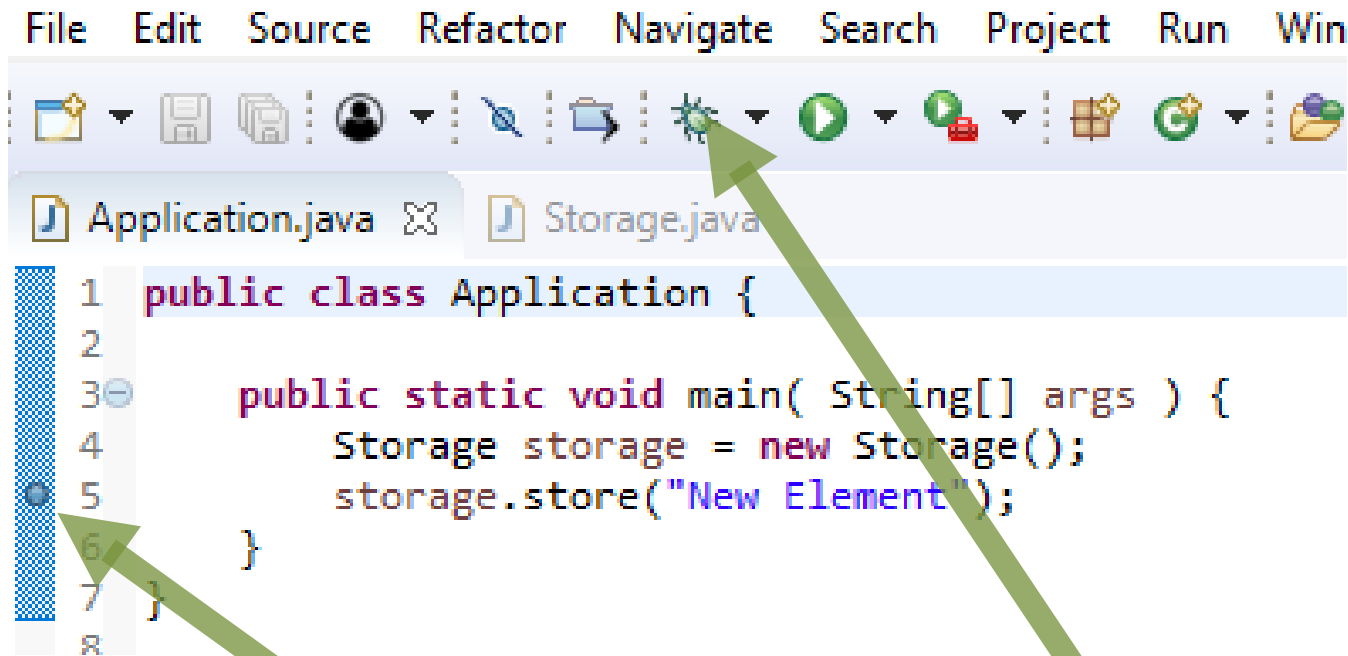 File Edit Source Refactor Navigate Search Project Run Win
Application.java Storage.java
1 public class Application {
2
3 public static void main( String[] args ) {
4 Storage storage = new Storage();
5 storage.store("New Element");
6 }
7 }
8